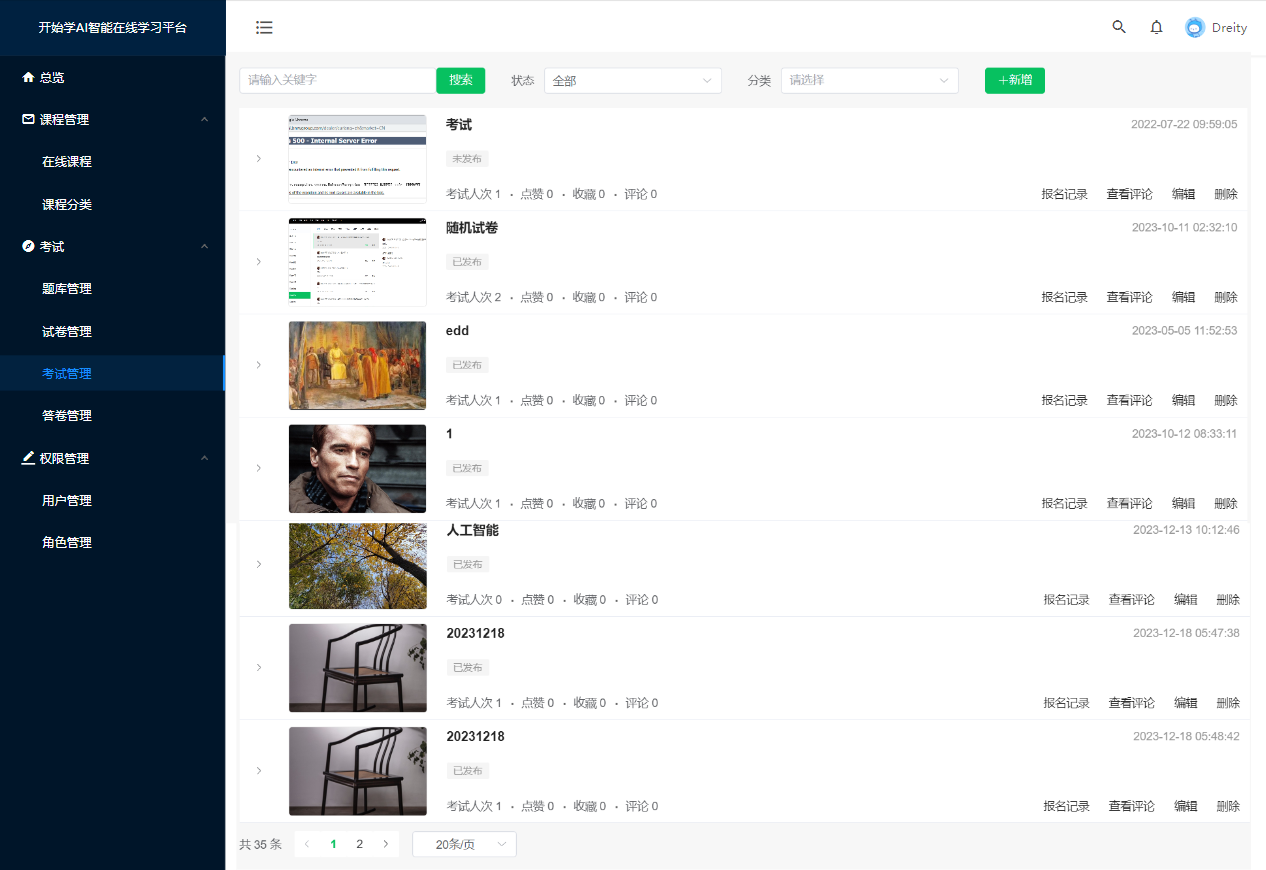 开始学AI智能在线学习平台
Dreity
总览
课程管理
在线课程
课程分类
考试
题库管理
试卷管理
考试管理
答卷管理
权限管理
用户管理
角色管理
请输入关键字 搜索 状态 全部 分类 请选择 +新增
考试 2022-07-22 09:59:05
500 - Internal Server Error
未发布
考试人次 1 · 点赞 0 · 收藏 0 · 评论 0 报名记录 查看评论 编辑 删除
随机试卷 2023-10-11 02:32:10
已发布
考试人次 2 · 点赞 0 · 收藏 0 · 评论 0 报名记录 查看评论 编辑 删除
edd 2023-05-05 11:52:53
已发布
考试人次 1 · 点赞 0 · 收藏 0 · 评论 0 报名记录 查看评论 编辑 删除
1 2023-10-12 08:33:11
已发布
考试人次 1 · 点赞 0 · 收藏 0 · 评论 0 报名记录 查看评论 编辑 删除
人工智能 2023-12-13 10:12:46
已发布
考试人次 0 · 点赞 0 · 收藏 0 · 评论 0 报名记录 查看评论 编辑 删除
20231218 2023-12-18 05:47:38
已发布
考试人次 1 · 点赞 0 · 收藏 0 · 评论 0 报名记录 查看评论 编辑 删除
20231218 2023-12-18 05:48:42
已发布
考试人次 1 · 点赞 0 · 收藏 0 · 评论 0 报名记录 查看评论 编辑 删除
共 35 条 1 2 20条/页